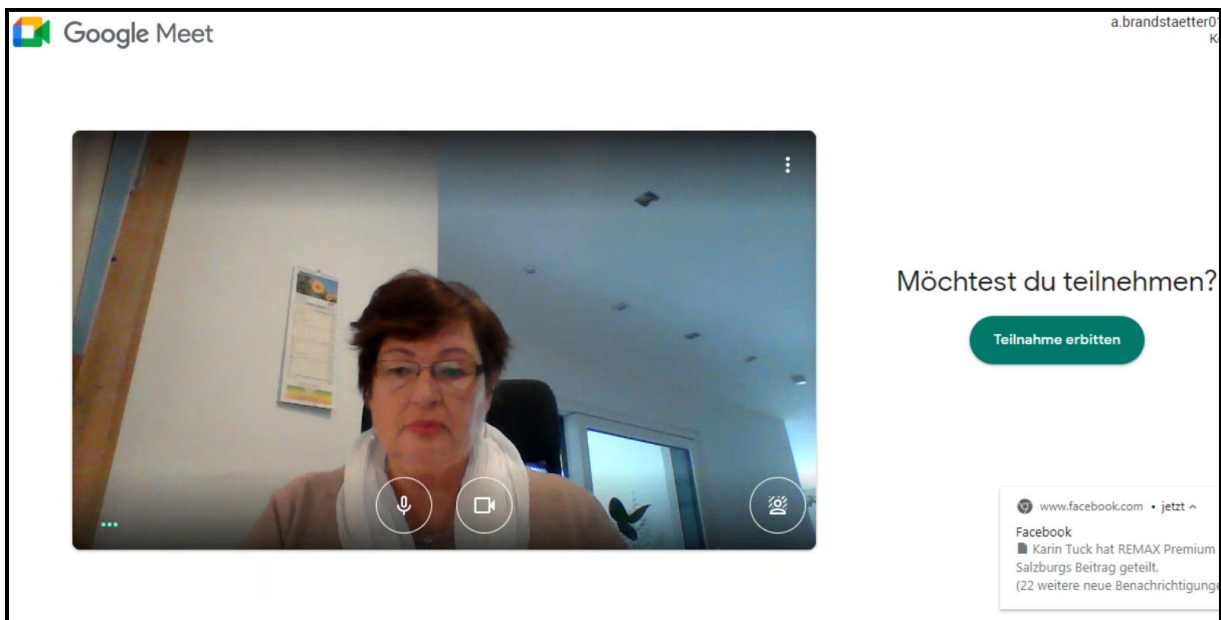 Google Meet
a.brandstaetter0
Möchtest du teilnehmen?
Teilnahme erbitten
www.facebook.com • jetzt
Facebook
Karin Tuck hat REMAX Premium
Salzburgs Beitrag geteilt.
(22 weitere neue Benachrichtigunge